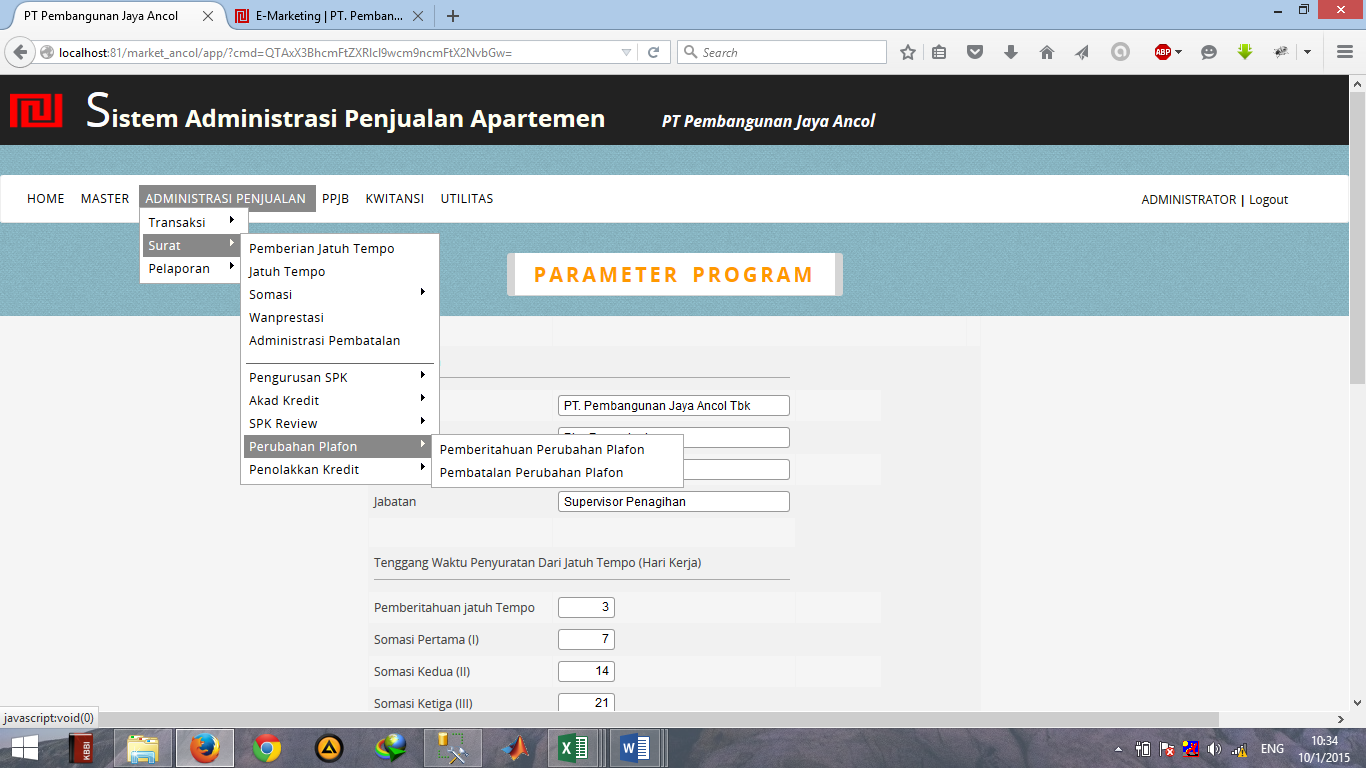 PT Pembangunan Jaya Ancol
E-Marketing | PT. Pemban...
localhost:81/market_ancol/app/?cmd=QTAxX3BhcmFtZXRlcl9wcm9ncmFtX2NvbGw=
Search
ABP
Sistem Administrasi Penjualan Apartemen
PT Pembangunan Jaya Ancol
HOME MASTER ADMINISTRASI PENJUALAN PPJB KWITANSI UTILITAS
ADMINISTRATOR | Logout
Transaksi
Surat
Pelaporan
Pemberian Jatuh Tempo
Jatuh Tempo
Somasi
Wanprestasi
Administrasi Pembatalan
Pengurusan SPK
Akad Kredit
SPK Review
Perubahan Plafon
Penolakkan Kredit
Pemberitahuan Perubahan Plafon
Pembatalan Perubahan Plafon
PARAMETER PROGRAM
PT. Pembangunan Jaya Ancol Tbk
Jabatan
Supervisor Penagihan
Tenggang Waktu Penyuratan Dari Jatuh Tempo (Hari Kerja)
Pemberitahuan jatuh Tempo 3
Somasi Pertama (I) 7
Somasi Kedua (II) 14
Somasi Ketiga (III) 21
javascript:void(0)
KBBI
ENG
10:34
10/1/2015